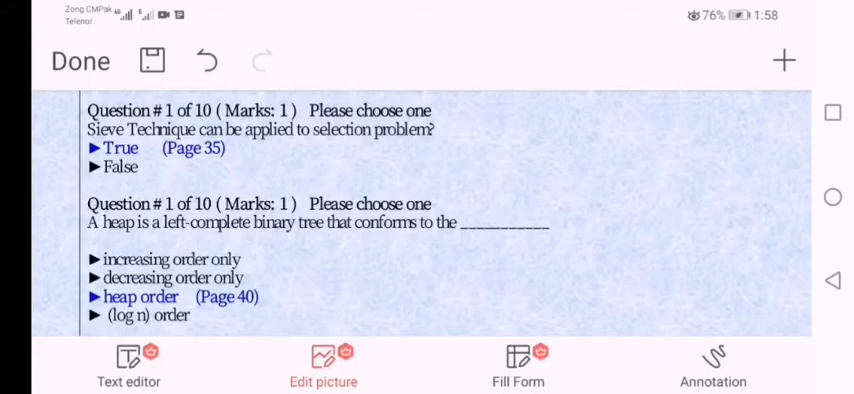 Zong CMPak 4G E 76% 1:58
Telenor
Done
Question # 1 of 10 ( Marks: 1 ) Please choose one
Sieve Technique can be applied to selection problem?
►True (Page 35)
►False
Question # 1 of 10 ( Marks: 1 ) Please choose one
A heap is a left-complete binary tree that conforms to the ___________
►increasing order only
►decreasing order only
►heap order (Page 40)
► (log n) order
Text editor Edit picture Fill Form Annotation